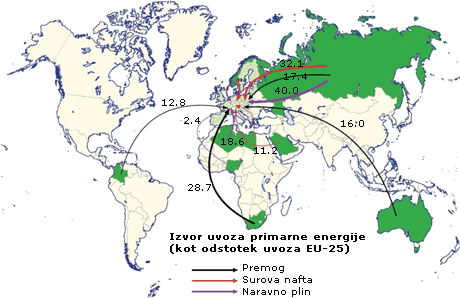 32.1
17.4
40.0
12.8
2.4
16.0
18.6
11.2
28.7
Izvor uvoza primarne energije
(kot odstotek uvoza EU-25)
Premog
Surova nafta
Naravno plin